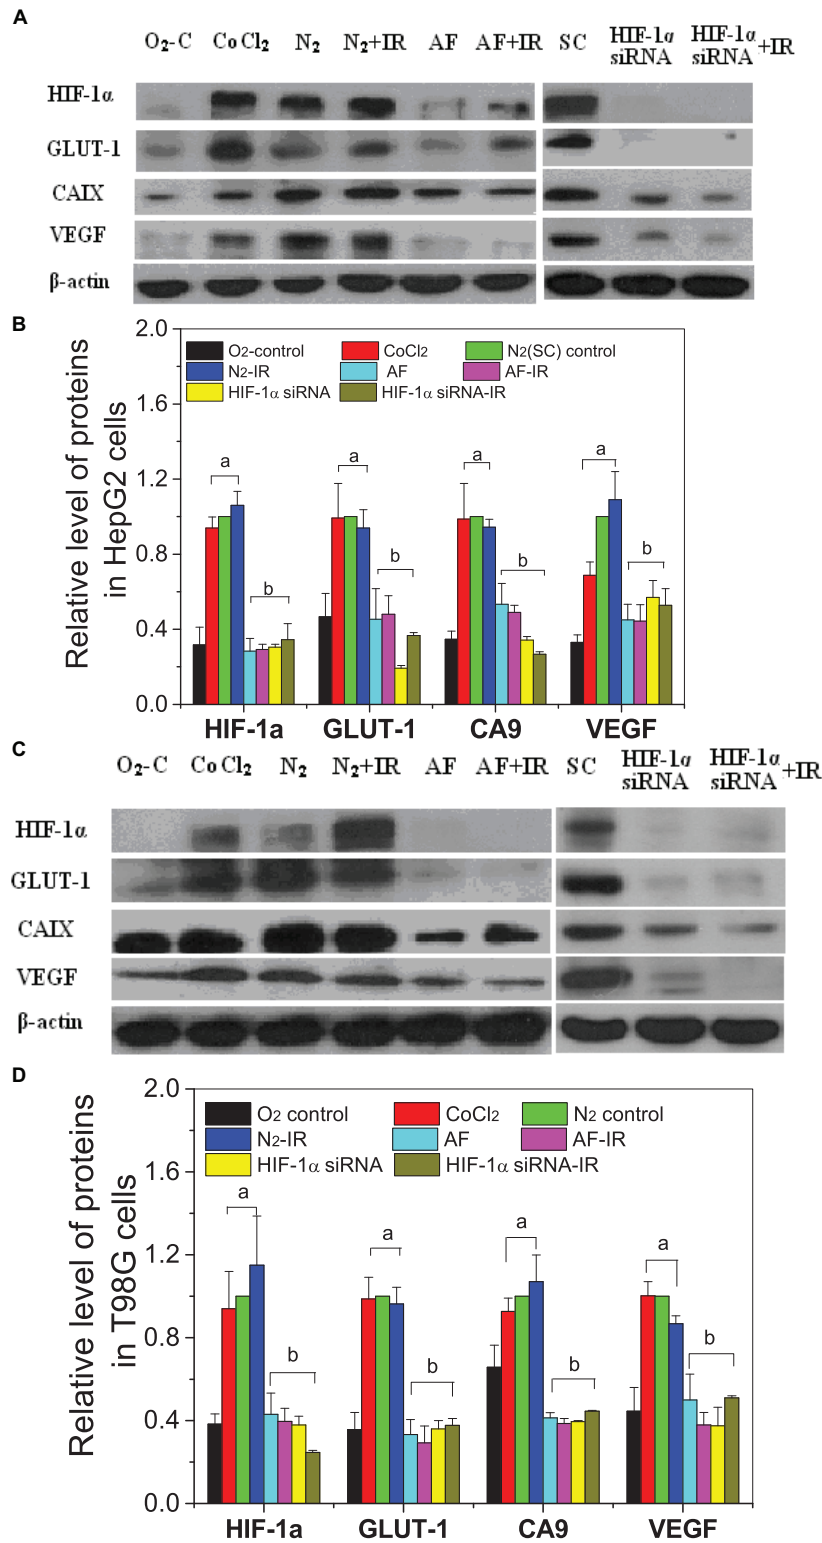 A
O₂-C CoCl₂ N₂ N₂+IR AF AF+IR SC HIF-1α siRNA HIF-1α siRNA +IR
HIF-1α
GLUT-1
CAIX
VEGF
β-actin
B
2.0
1.6
1.2
0.8
0.4
0.0
Relative level of proteins
in HepG2 cells
O₂-control CoCl₂ N₂(SC) control
N₂-IR AF AF-IR
HIF-1α siRNA HIF-1α siRNA-IR
a a a a
b b b b
HIF-1a GLUT-1 CA9 VEGF
C
O₂-C CoCl₂ N₂ N₂+IR AF AF+IR SC HIF-1α siRNA HIF-1α siRNA +IR
HIF-1α
GLUT-1
CAIX
VEGF
β-actin
D
2.0
1.6
1.2
0.8
0.4
0.0
Relative level of proteins
in T98G cells
O₂ control CoCl₂ N₂ control
N₂-IR AF AF-IR
HIF-1α siRNA HIF-1α siRNA-IR
a a a a
b b b b
HIF-1a GLUT-1 CA9 VEGF